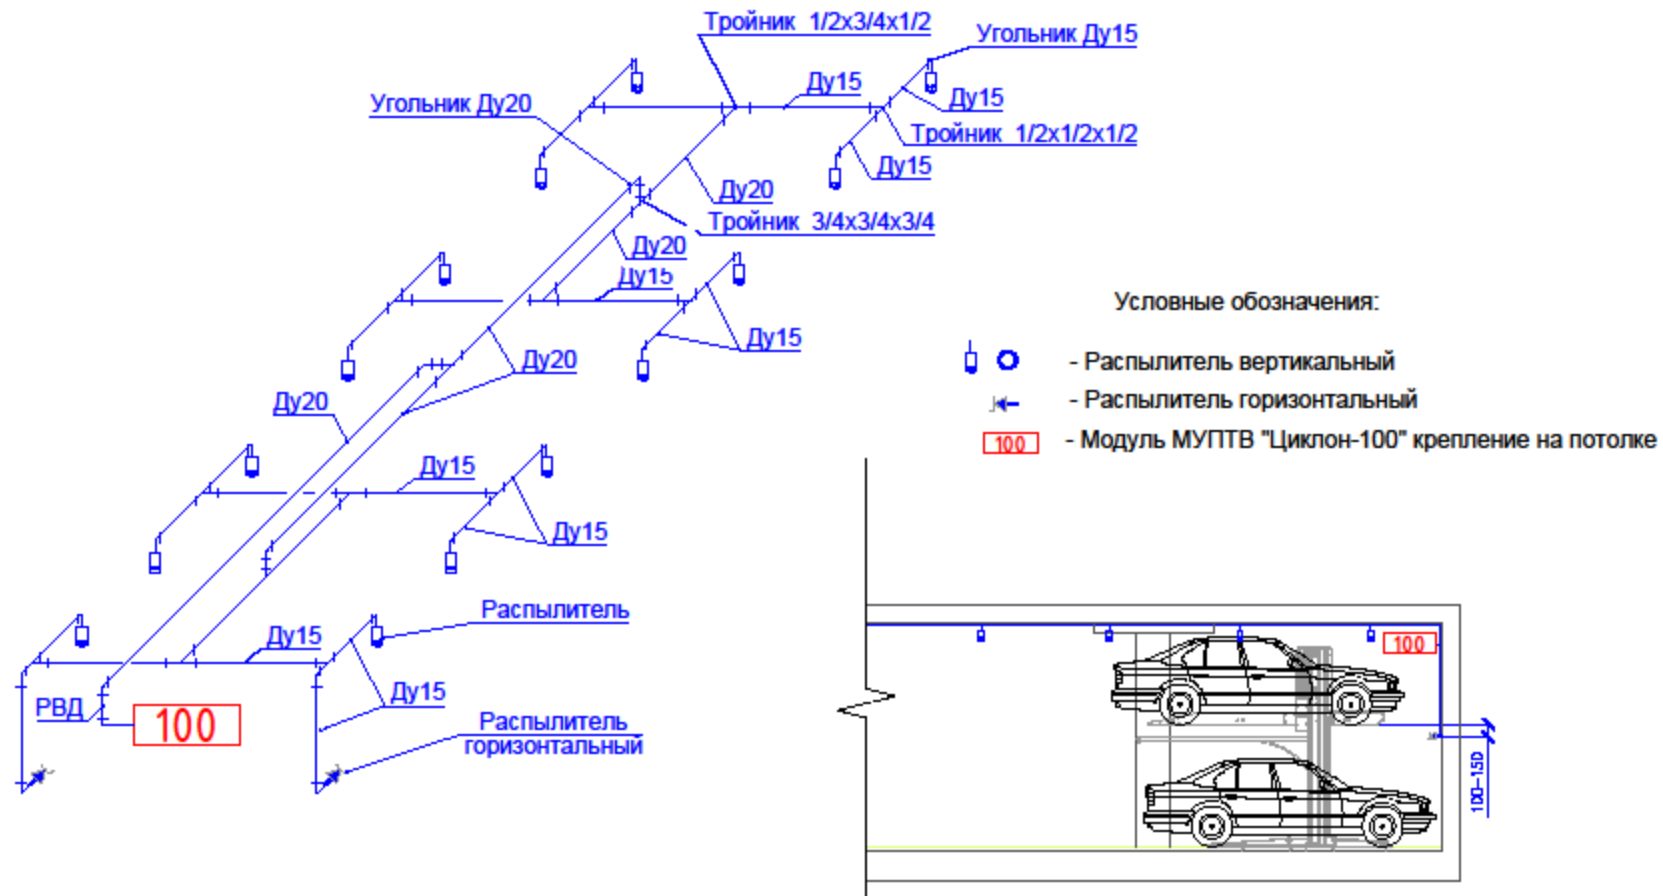 Тройник 1/2x3/4x1/2
Угольник Ду15
Угольник Ду20
Ду15
Ду15
Тройник 1/2x1/2x1/2
Ду15
Ду20
Тройник 3/4x3/4x3/4
Ду20
Ду15
Ду15
Ду20
Ду20
Ду15
Ду15
Распылитель
Ду15
Ду15
РВД
100
Распылитель
горизонтальный
Условные обозначения:
- Распылитель вертикальный
- Распылитель горизонтальный
100 - Модуль МУПТВ "Циклон-100" крепление на потолке
100
100-150